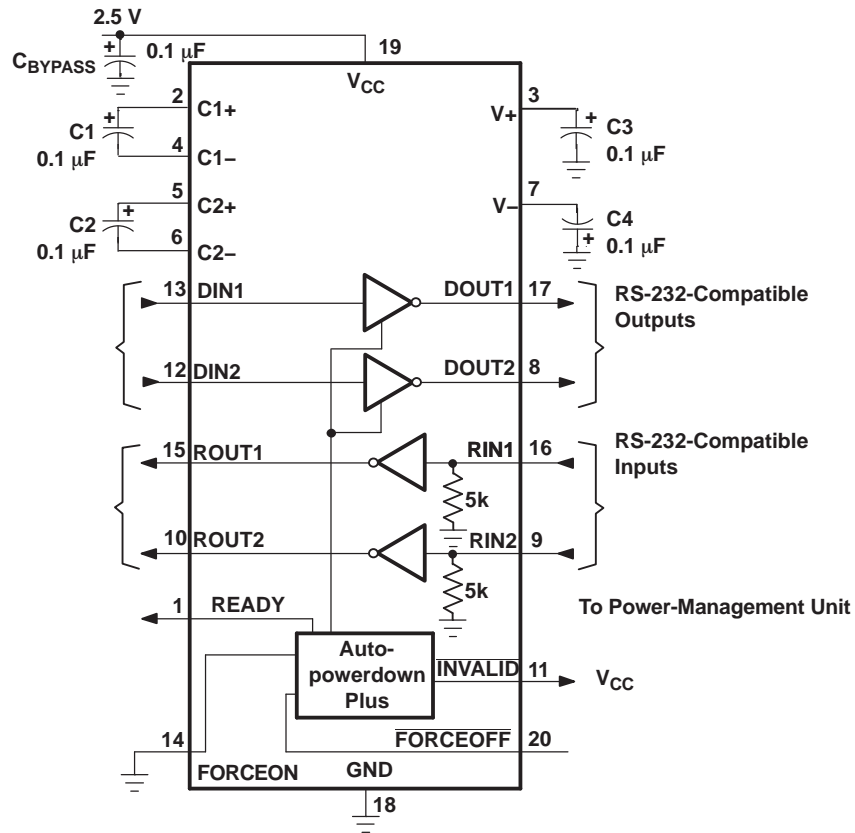 2.5 V
CBYPASS
+
0.1 μF
19
VCC
2
C1+
3
V+
C1
+
0.1 μF
4
C1−
+
C3
0.1 μF
5
C2+
7
V−
C2
+
0.1 μF
6
C2−
C4
+
0.1 μF
13
DIN1
DOUT1
17
RS-232-Compatible
Outputs
12
DIN2
DOUT2
8
15
ROUT1
RIN1
16
RS-232-Compatible
Inputs
5k
10
ROUT2
RIN2
9
5k
1
READY
To Power-Management Unit
Auto-
powerdown
Plus
INVALID
11
VCC
14
FORCEOFF
20
FORCEON
GND
18